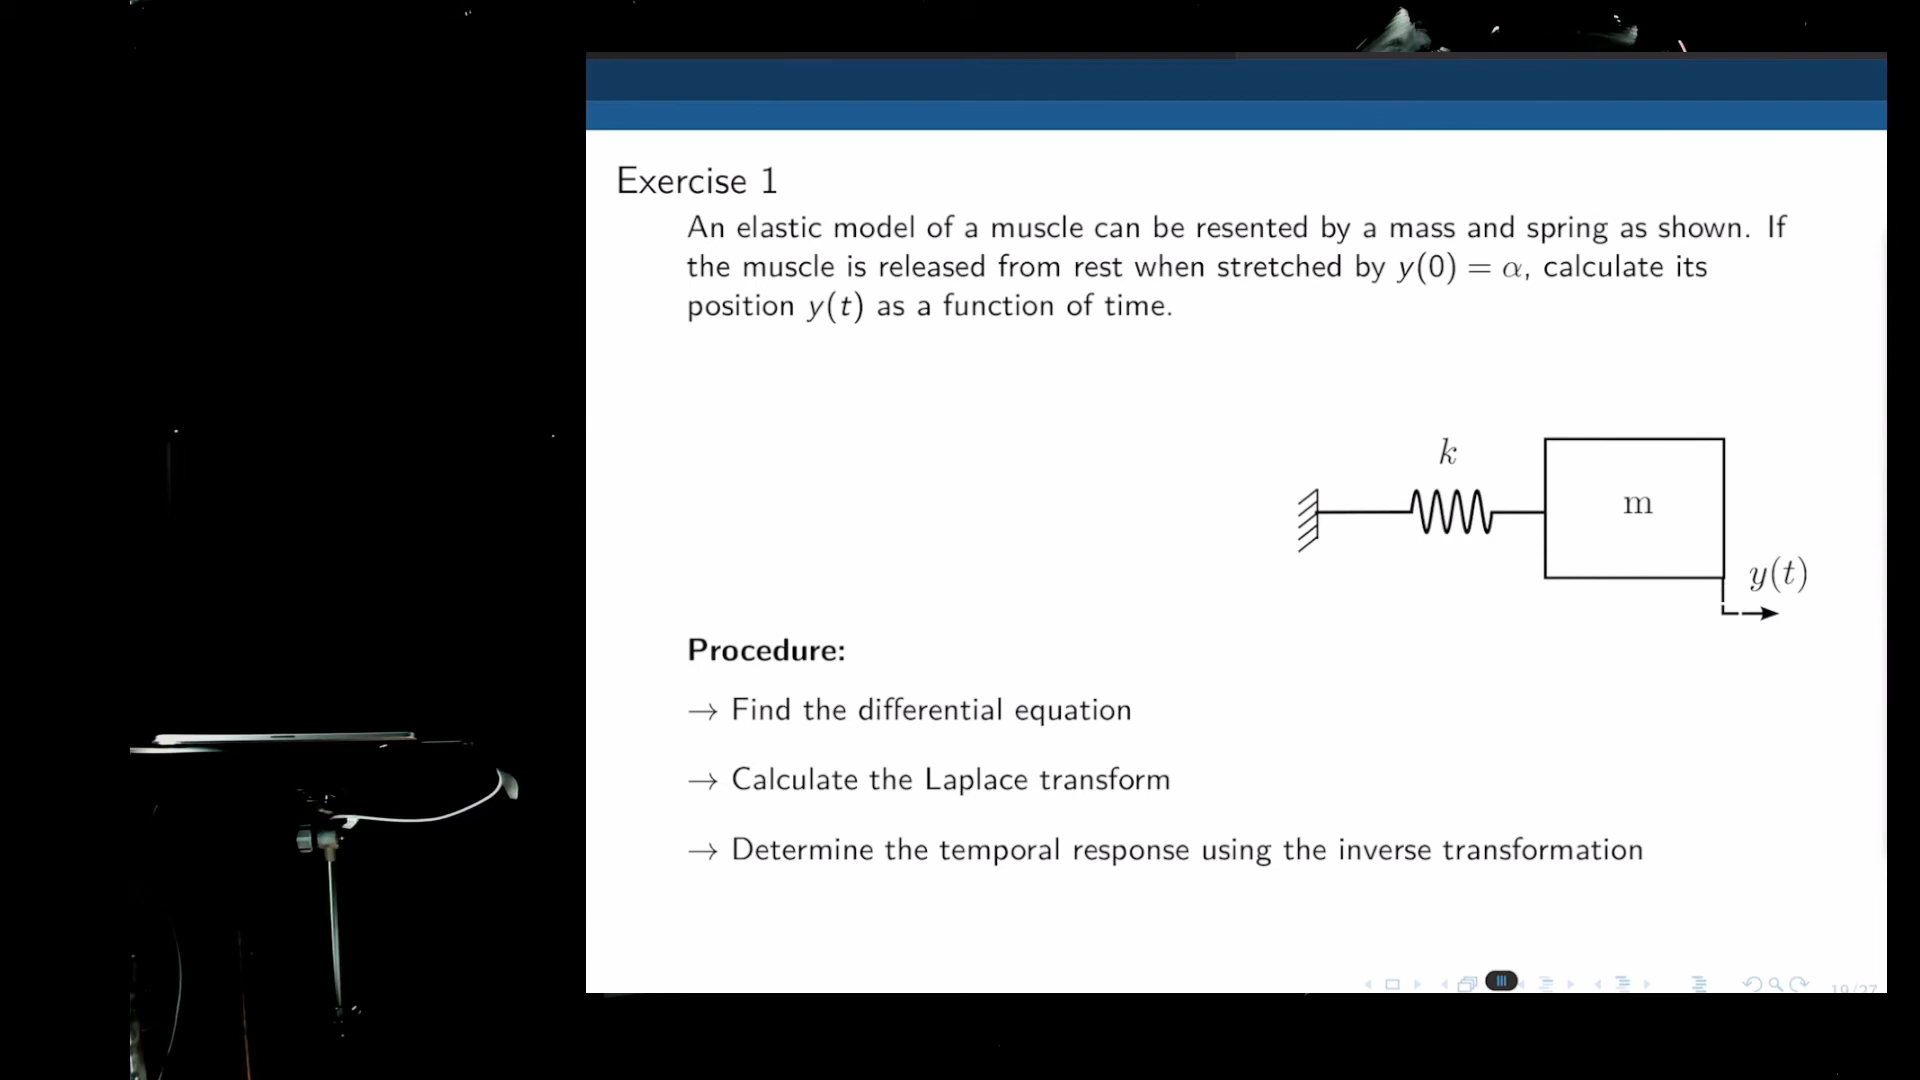 Exercise 1
An elastic model of a muscle can be resented by a mass and spring as shown. If
the muscle is released from rest when stretched by y(0) = α, calculate its
position y(t) as a function of time.
k
m
y(t)
Procedure:
→ Find the differential equation
→ Calculate the Laplace transform
→ Determine the temporal response using the inverse transformation
19/27